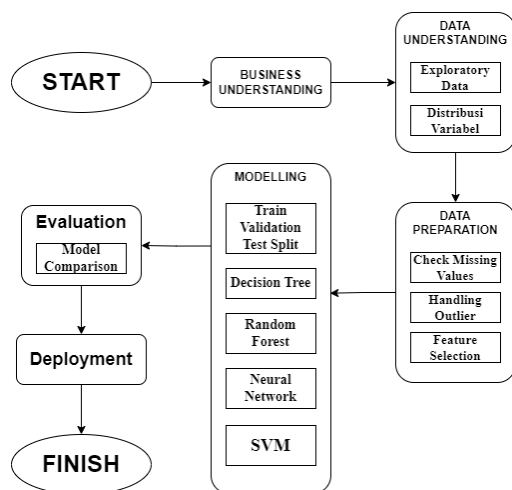 START
BUSINESS
UNDERSTANDING
DATA
UNDERSTANDING
Exploratory
Data
Distribusi
Variabel
DATA
PREPARATION
Check Missing
Values
Handling
Outlier
Feature
Selection
MODELLING
Train
Validation
Test Split
Decision Tree
Random
Forest
Neural
Network
SVM
Evaluation
Model
Comparison
Deployment
FINISH